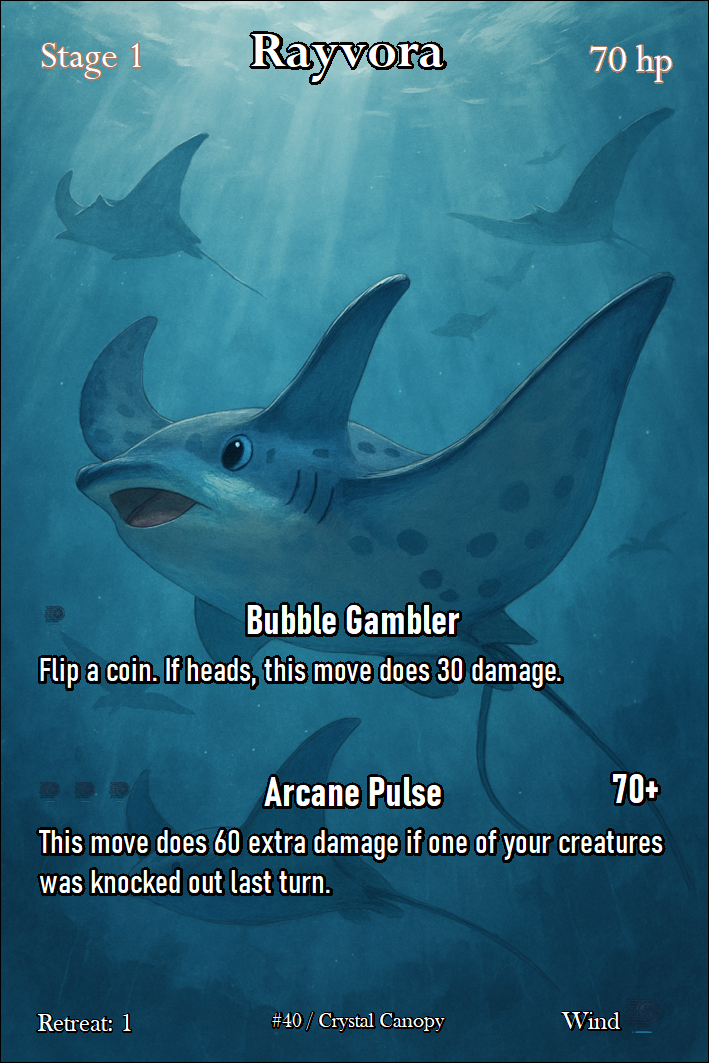 Stage 1
Rayvora
70 hp
Bubble Gambler
Flip a coin. If heads, this move does 30 damage.
Arcane Pulse
70+
This move does 60 extra damage if one of your creatures
was knocked out last turn.
Retreat: 1
#40 / Crystal Canopy
Wind